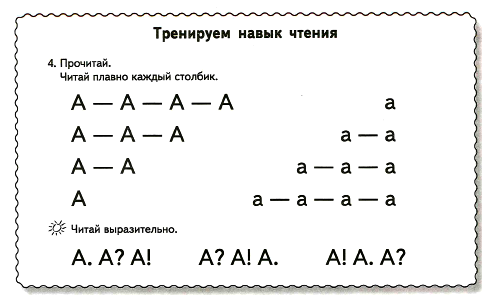 Тренируем навык чтения
4. Прочитай.
Читай плавно каждый столбик.
А — А — А — А а
А — А — А а — а
А — А а — а — а
А а — а — а — а
Читай выразительно.
А. А? А! А? А! А. А! А. А?